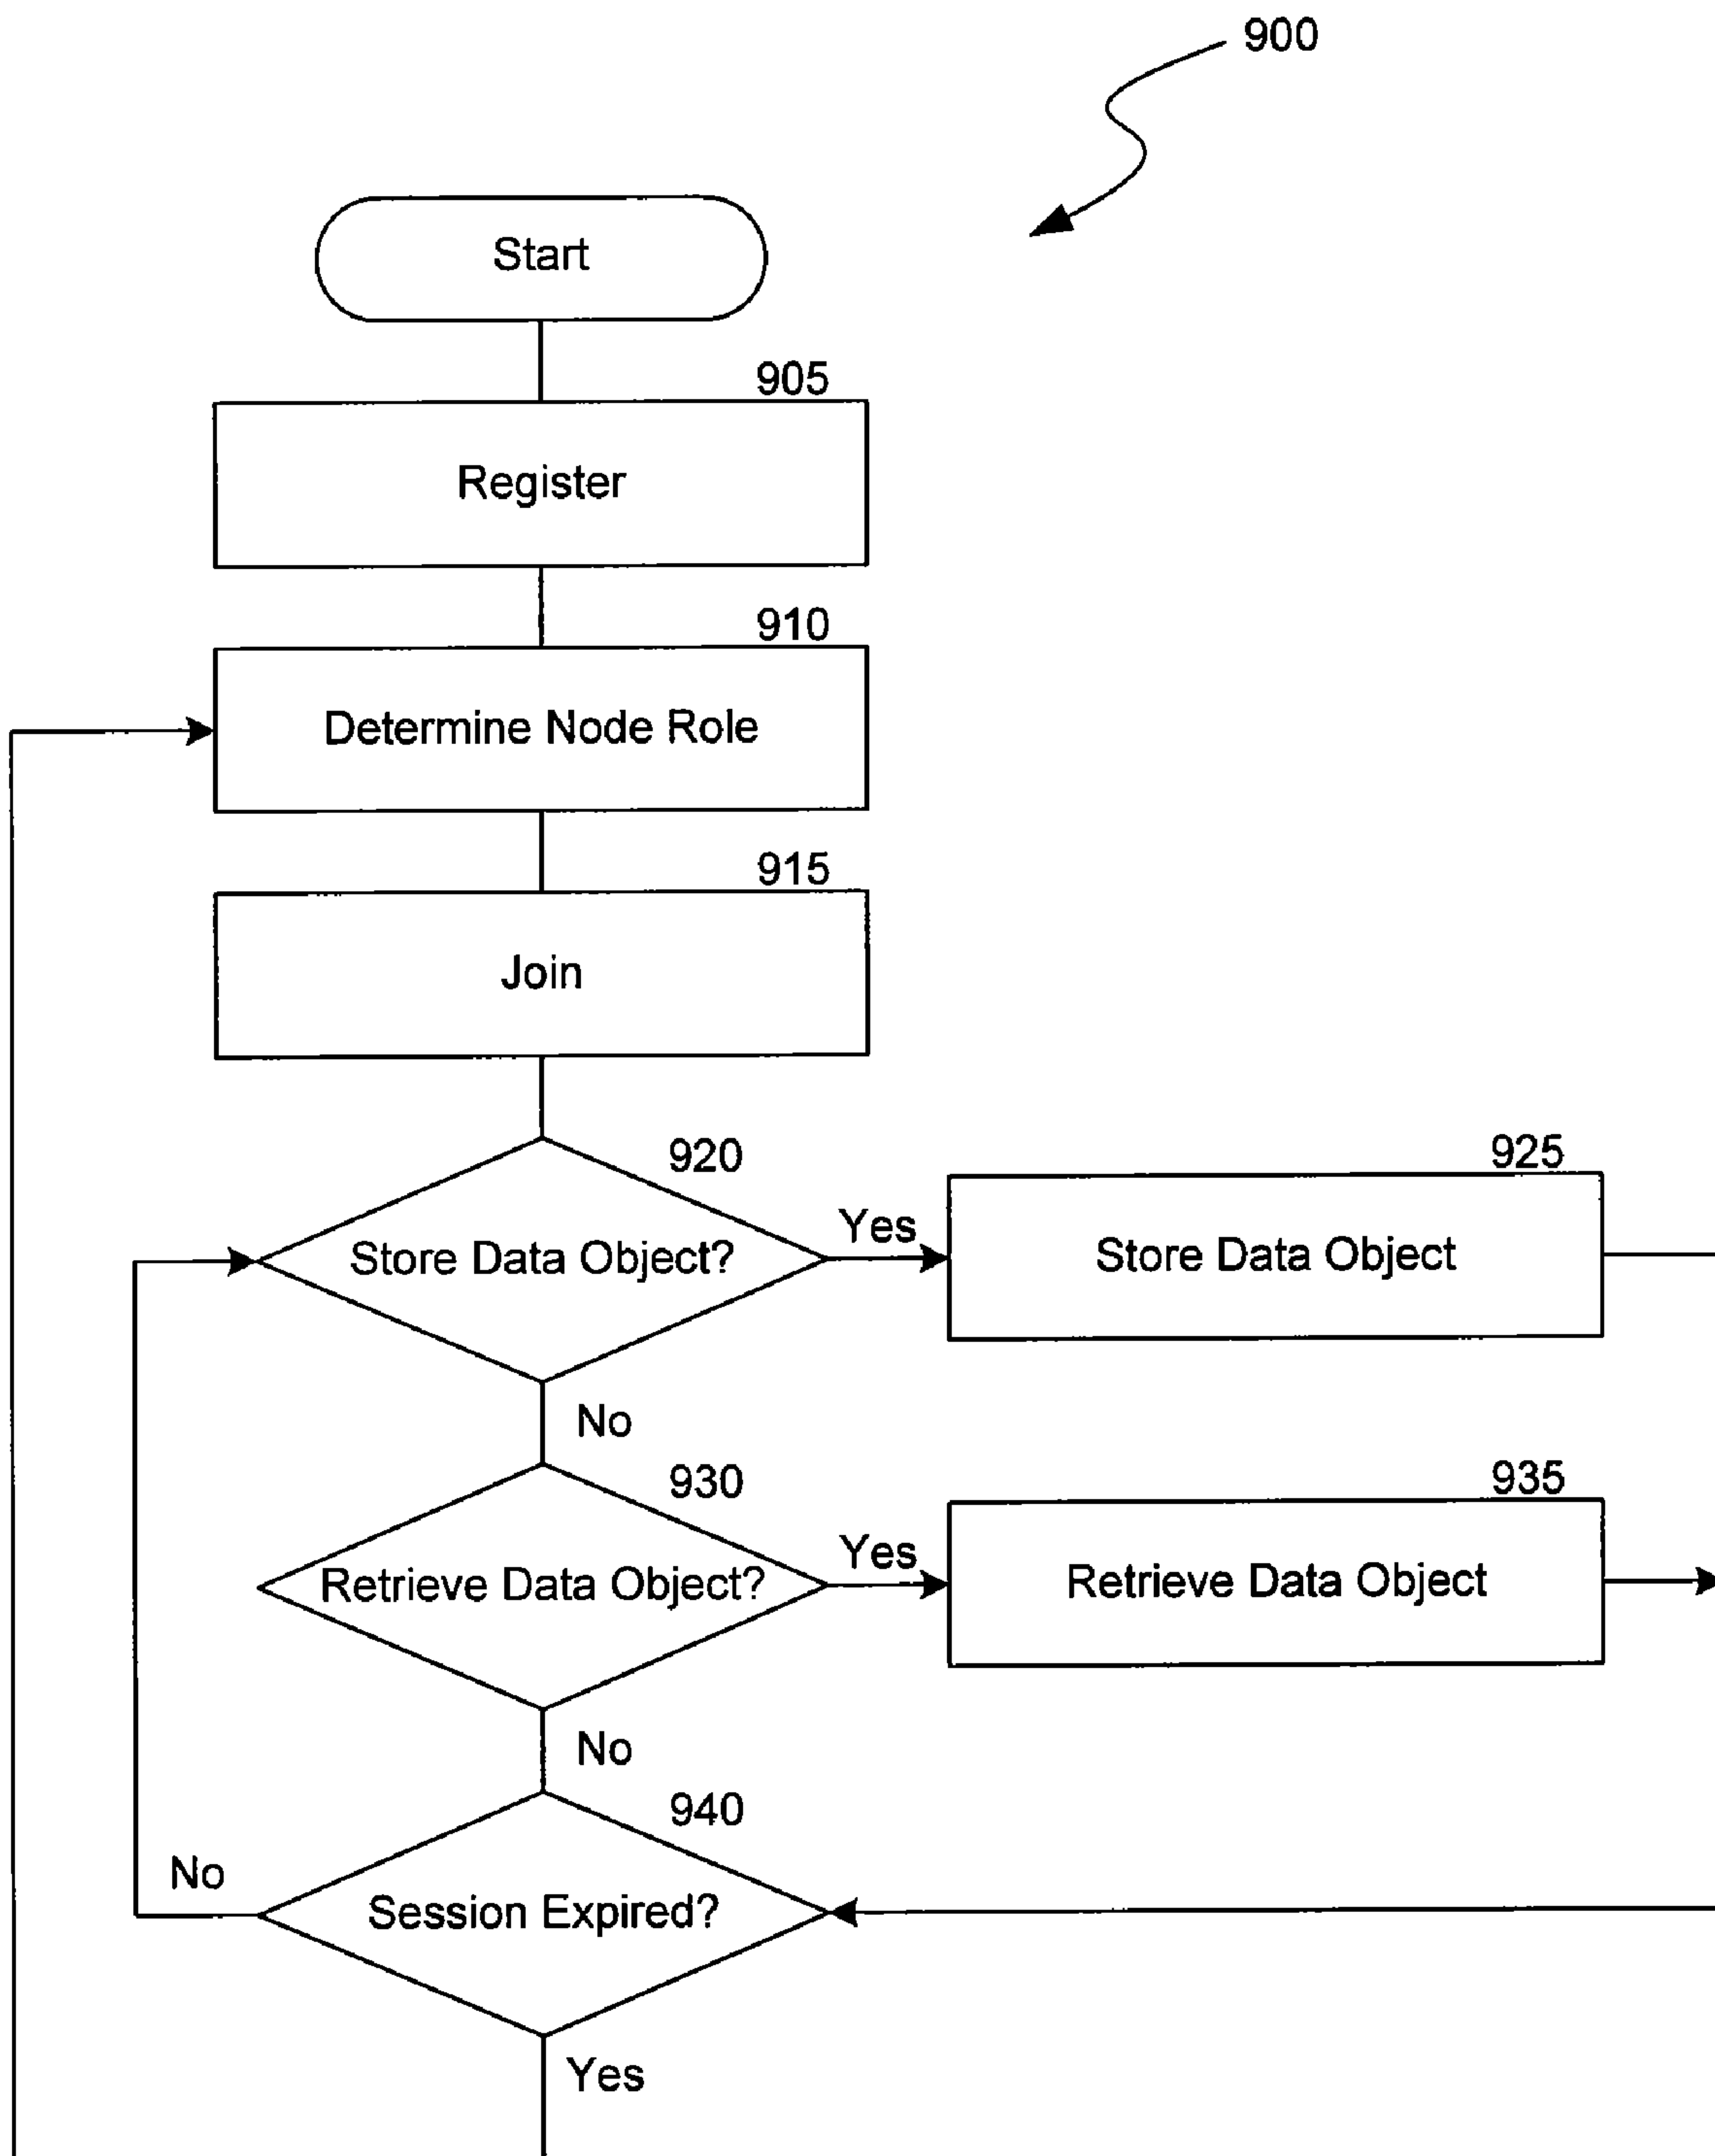 900
Start
905
Register
910
Determine Node Role
915
Join
920
Store Data Object?
Yes
925
Store Data Object
No
930
Retrieve Data Object?
Yes
935
Retrieve Data Object
No
940
Session Expired?
No
Yes